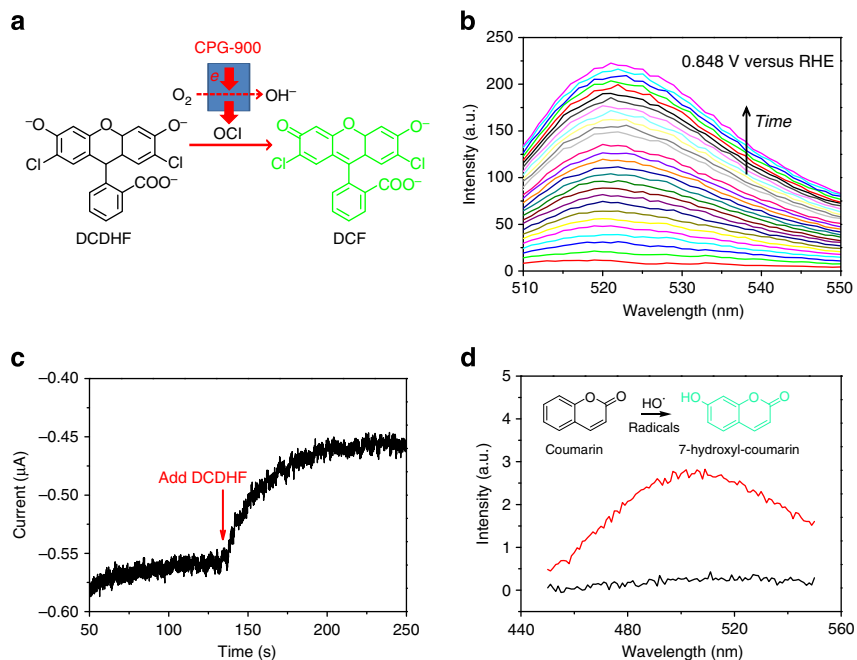 a
CPG-900
e
O₂
OH⁻
OCI
⁻O
O
O⁻
Cl
Cl
COO⁻
DCDHF
O
O
O⁻
Cl
Cl
COO⁻
DCF
b
250
200
150
100
50
0
Intensity (a.u.)
0.848 V versus RHE
Time
510
520
530
540
550
Wavelength (nm)
c
–0.40
–0.45
–0.50
–0.55
–0.60
Current (μA)
Add DCDHF
50
100
150
200
250
Time (s)
d
5
4
3
2
1
0
Intensity (a.u.)
O
O
Coumarin
HO·
Radicals
HO
O
O
7-hydroxyl-coumarin
440
480
520
560
Wavelength (nm)